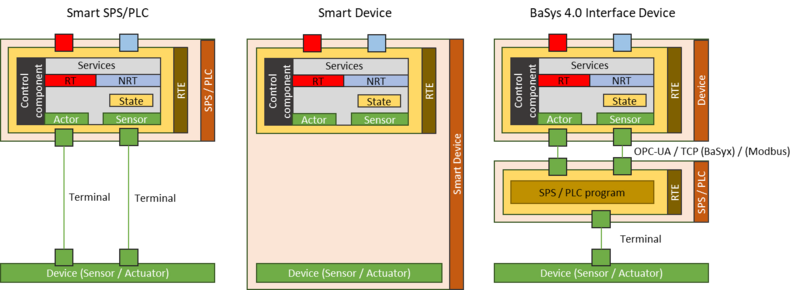 Smart SPS/PLC
Services
Control component
RT
NRT
State
Actor
Sensor
RTE
SPS / PLC
Terminal
Terminal
Device (Sensor / Actuator)
Smart Device
Services
Control component
RT
NRT
State
Actor
Sensor
RTE
Smart Device
Device (Sensor / Actuator)
BaSys 4.0 Interface Device
Services
Control component
RT
NRT
State
Actor
Sensor
RTE
Device
OPC-UA / TCP (BaSyx) / (Modbus)
SPS / PLC program
RTE
SPS / PLC
Terminal
Device (Sensor / Actuator)